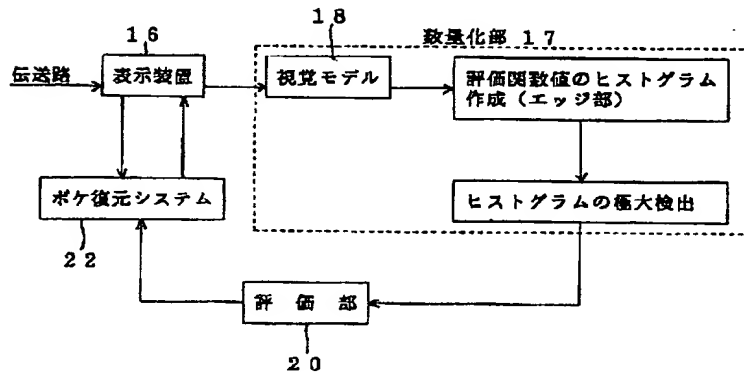 １６
１８
数量化部 １７
伝送路
表示装置
視覚モデル
評価関数値のヒストグラム
作成（エッジ部）
ボケ復元システム
ヒストグラムの極大検出
２２
評 価 部
２０